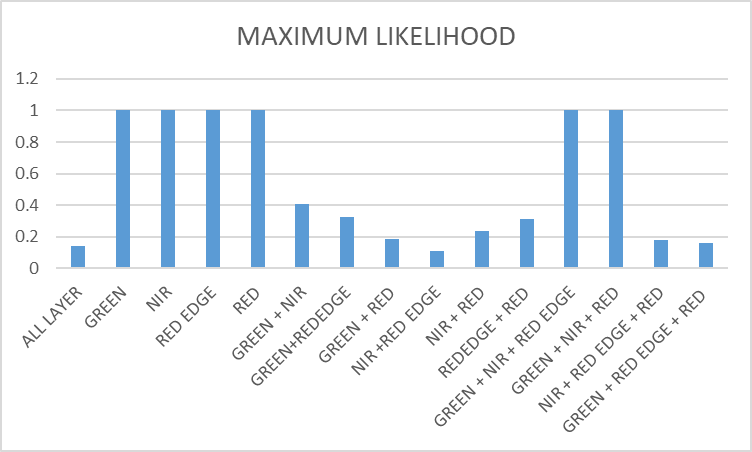 MAXIMUM LIKELIHOOD
1.2
1
0.8
0.6
0.4
0.2
0
ALL LAYER
GREEN
NIR
RED EDGE
RED
GREEN + NIR
GREEN+REDEDGE
GREEN + RED
NIR +RED EDGE
NIR + RED
REDEDGE + RED
GREEN + NIR + RED EDGE
GREEN + NIR + RED
NIR + RED EDGE + RED
GREEN + RED EDGE + RED